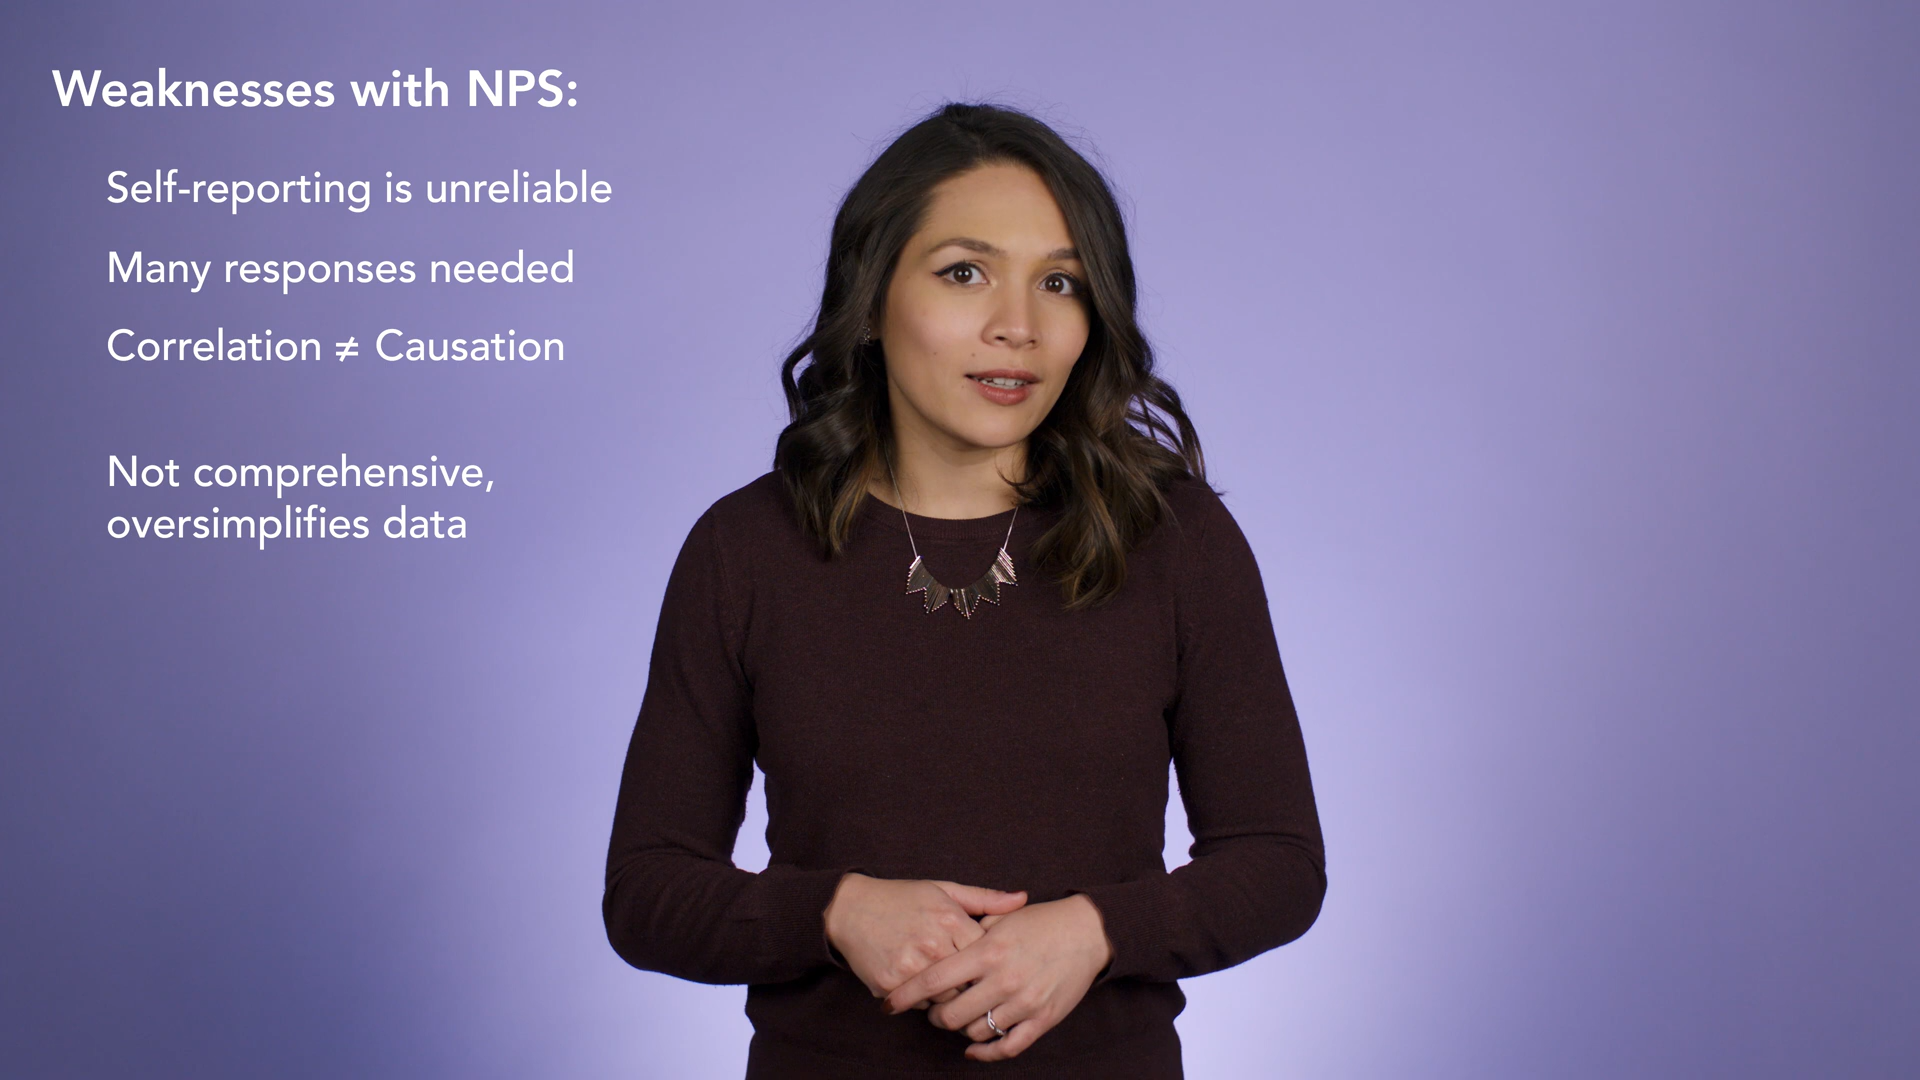 Weaknesses with NPS:
Self-reporting is unreliable
Many responses needed
Correlation ≠ Causation
Not comprehensive,
oversimplifies data